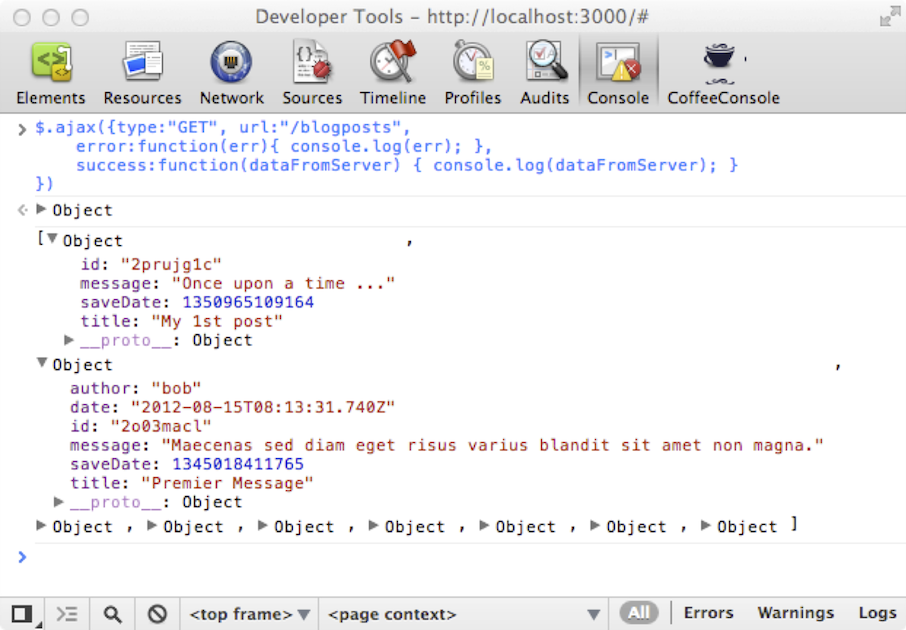 Developer Tools - http://localhost:3000/#
Elements Resources Network Sources Timeline Profiles Audits Console CoffeeConsole
> $.ajax({type:"GET", url:"/blogposts",
error:function(err){ console.log(err); },
success:function(dataFromServer) { console.log(dataFromServer); }
})
< ▶ Object
[▼ Object ,
id: "2prujg1c"
message: "Once upon a time ..."
saveDate: 1350965109164
title: "My 1st post"
▶ __proto__: Object
▼ Object ,
author: "bob"
date: "2012-08-15T08:13:31.740Z"
id: "2o03macl"
message: "Maecenas sed diam eget risus varius blandit sit amet non magna."
saveDate: 1345018411765
title: "Premier Message"
▶ __proto__: Object
▶ Object , ▶ Object , ▶ Object , ▶ Object , ▶ Object , ▶ Object , ▶ Object ]
>
<top frame> ▼ <page context> ▼ All Errors Warnings Logs